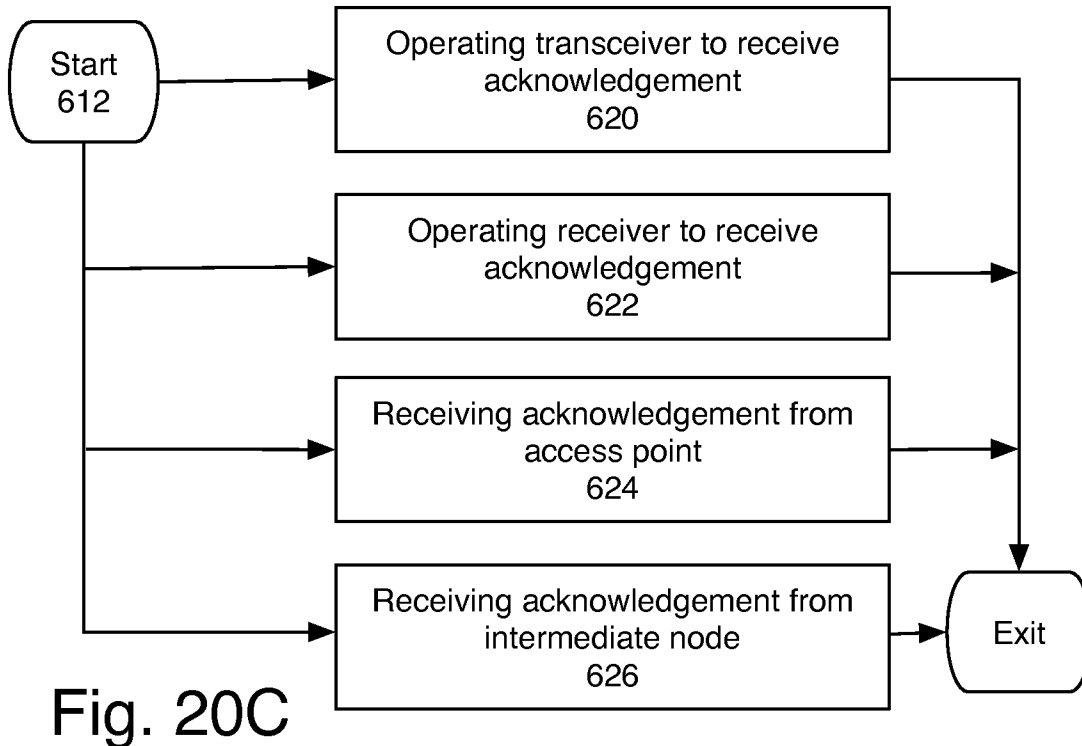 Start
612
Operating transceiver to receive
acknowledgement
620
Operating receiver to receive
acknowledgement
622
Receiving acknowledgement from
access point
624
Receiving acknowledgement from
intermediate node
626
Exit
Fig. 20C